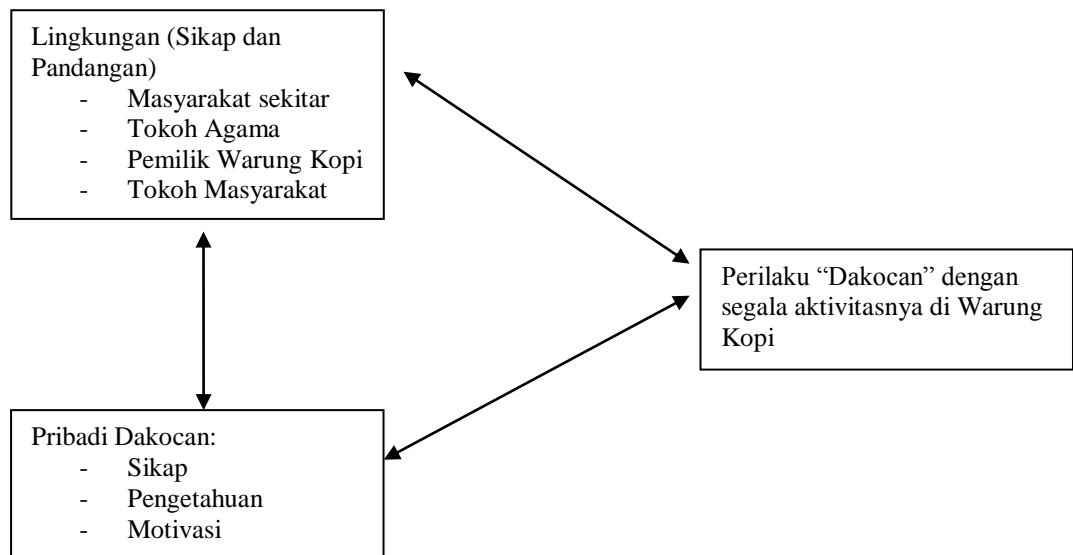 Lingkungan (Sikap dan
Pandangan)
- Masyarakat sekitar
- Tokoh Agama
- Pemilik Warung Kopi
- Tokoh Masyarakat
Perilaku “Dakocan” dengan
segala aktivitasnya di Warung
Kopi
Pribadi Dakocan:
- Sikap
- Pengetahuan
- Motivasi